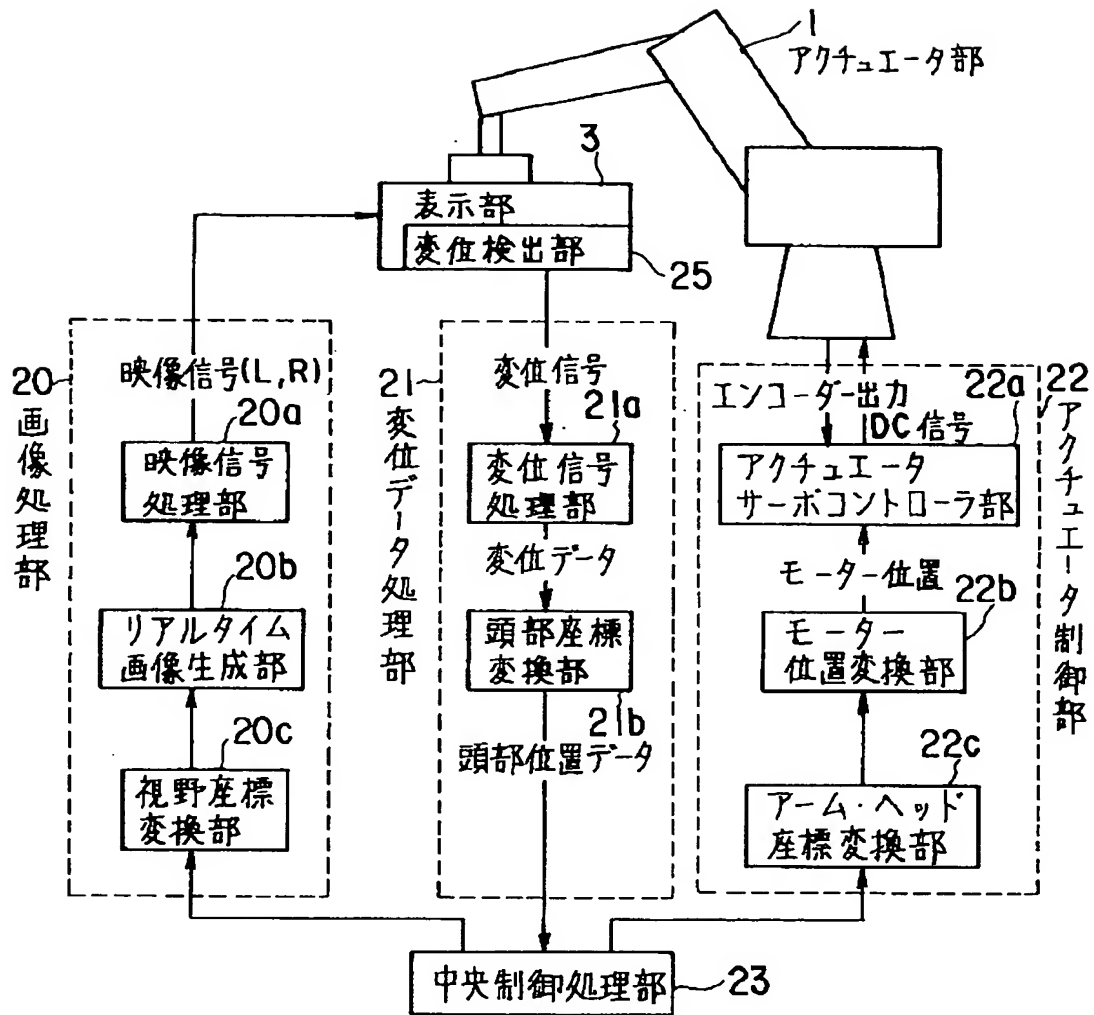 1
アクチュエータ部
3
表示部
変位検出部
25
20
画像処理部
映像信号(L,R)
20a
映像信号
処理部
20b
リアルタイム
画像生成部
20c
視野座標
変換部
21
変位データ処理部
変位信号
21a
変位信号
処理部
変位データ
頭部座標
変換部
21b
頭部位置データ
22
アクチュエータ制御部
エンコーダー出力
DC信号
22a
アクチュエータ
サーボコントローラ部
モーター位置
22b
モーター
位置変換部
22c
アーム・ヘッド
座標変換部
中央制御処理部
23